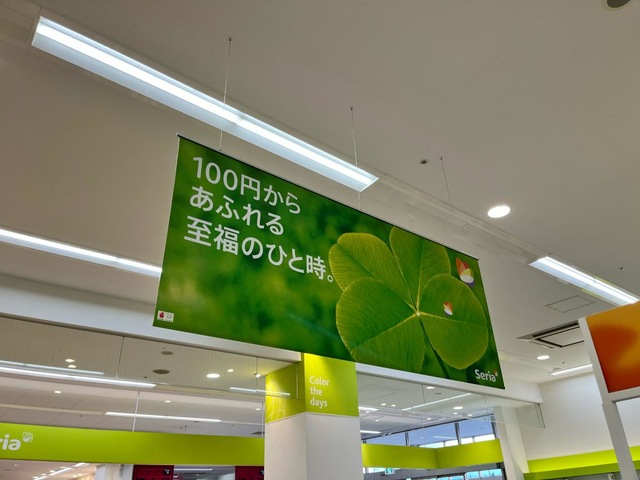 100円から
あふれる
至福のひと時。
Seria
Color
the
days
ria